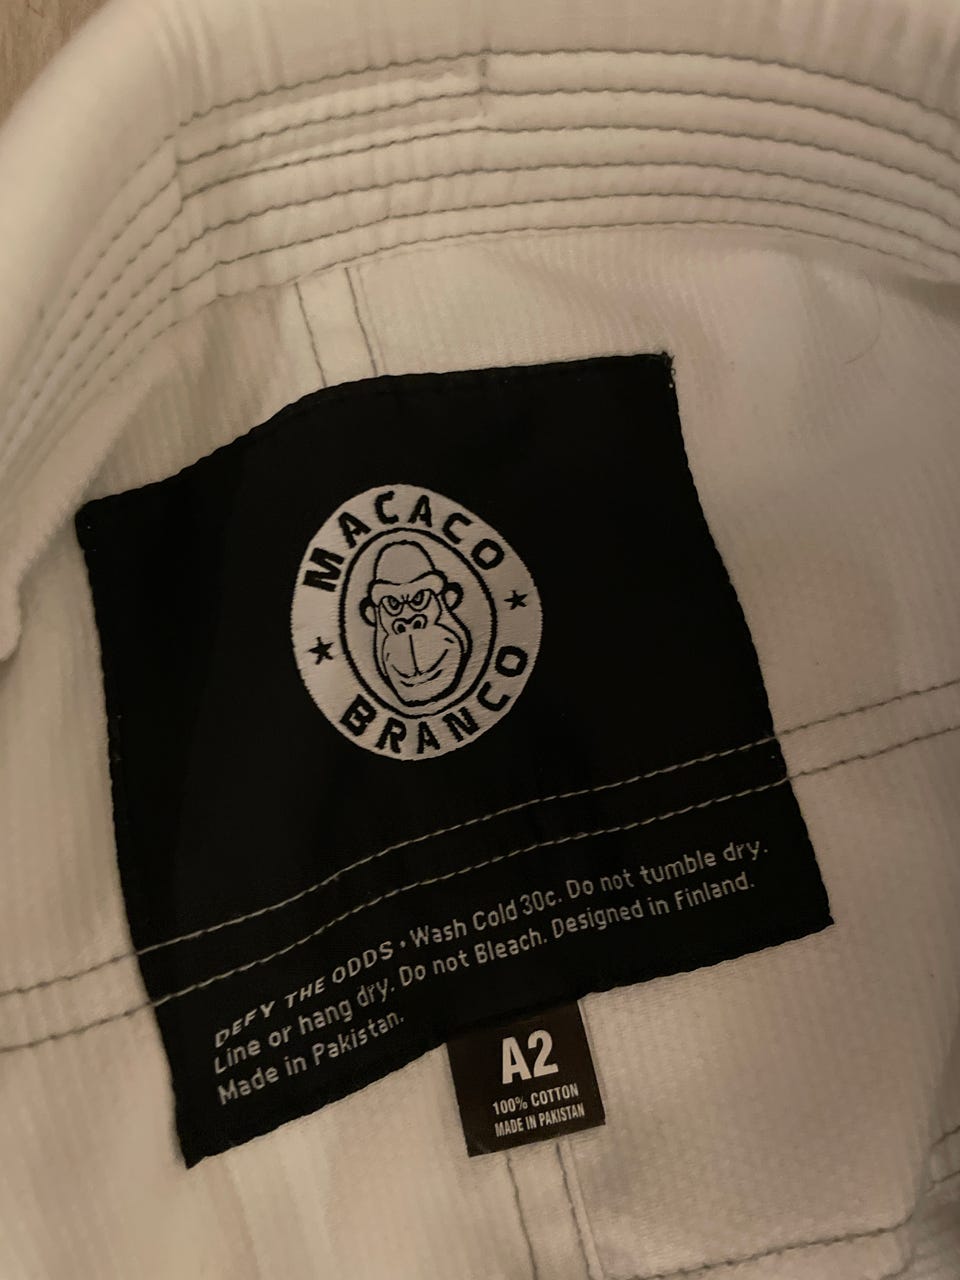 MACACO
BRANCO
DEFY THE ODDS • Wash Cold 30c. Do not tumble dry.
Line or hang dry. Do not Bleach. Designed in Finland.
Made in Pakistan.
A2
100% COTTON
MADE IN PAKISTAN